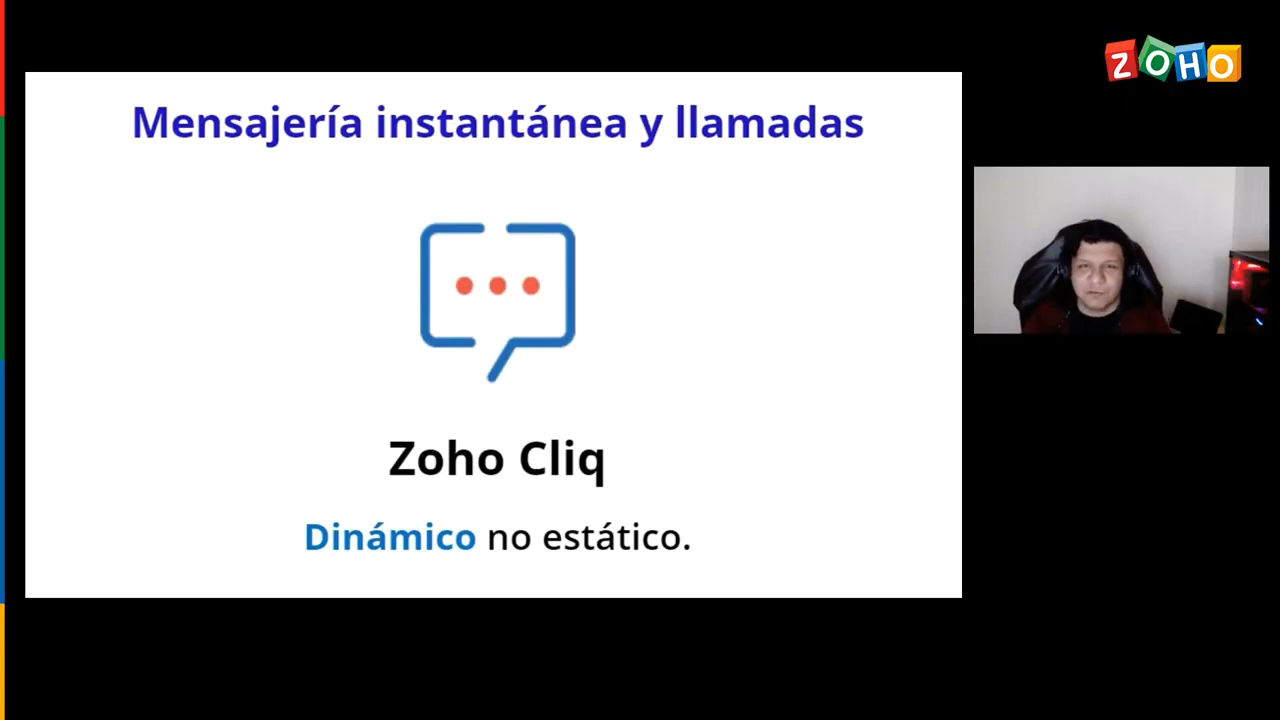 Mensajería instantánea y llamadas
Zoho Cliq
Dinámico no estático.
ZOHO